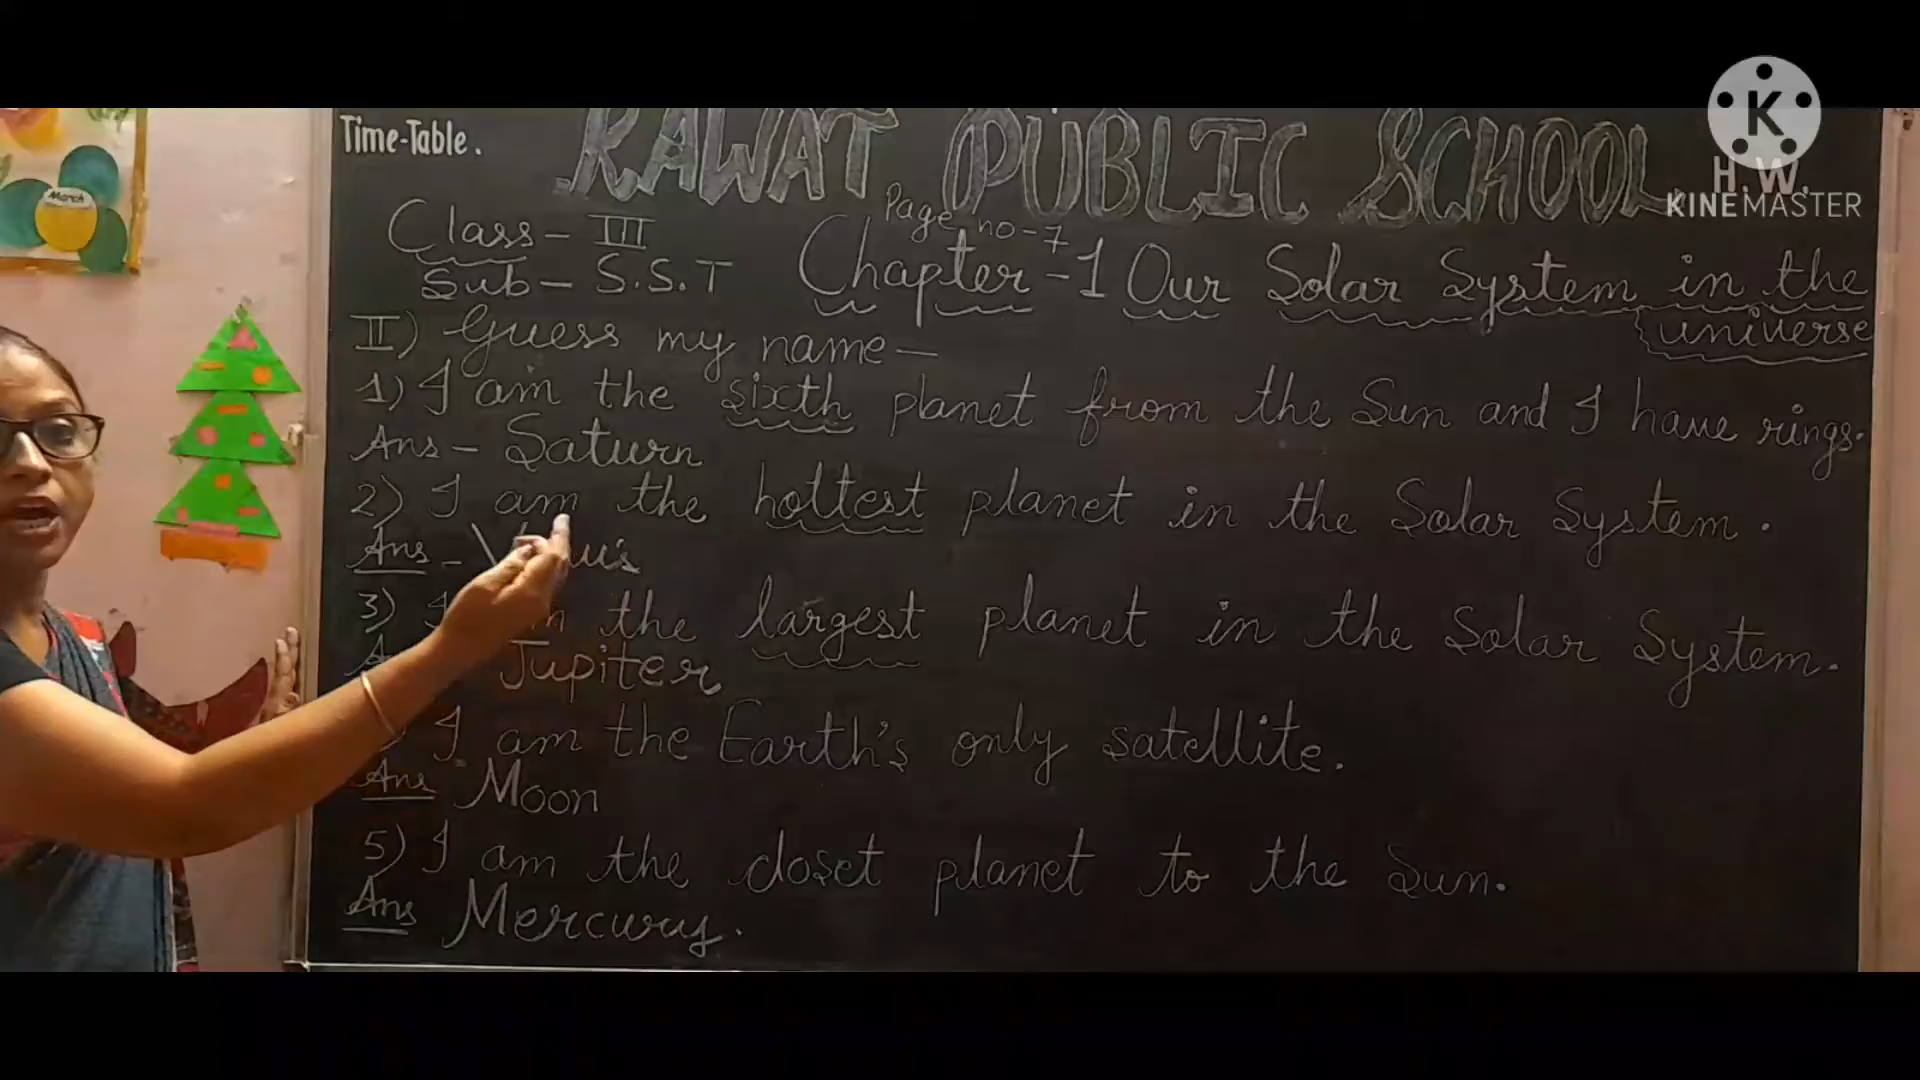 Time-Table.
RAWAT PUBLIC SCHOOL
H.W.
KINEMASTER
K
March
Page no-7
Class - III
Sub - S.S.T
Chapter -1 Our Solar System in the
universe
II) Guess my name —
1) I am the sixth planet from the Sun and I have rings.
Ans - Saturn
2) I am the hottest planet in the Solar System.
Ans -
3) I the largest planet in the Solar System.
Jupiter
I am the Earth's only satellite.
Ans Moon
5) I am the closet planet to the Sun.
Ans Mercury.